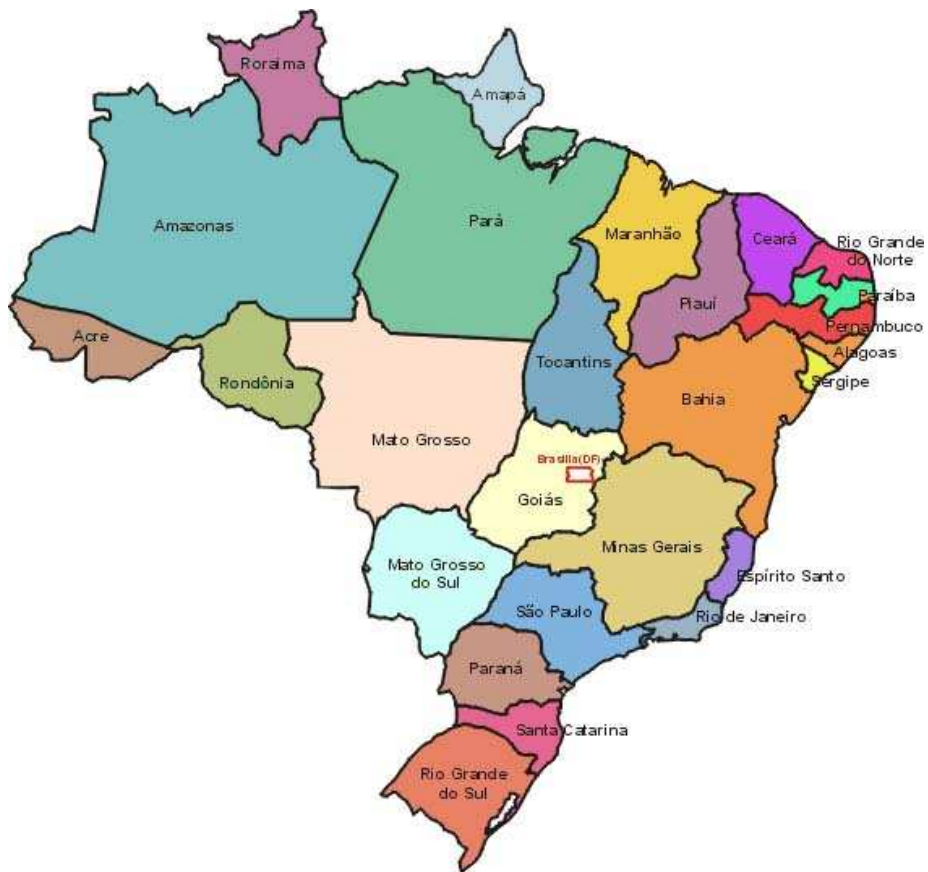 Roraima
Amapá
Amazonas
Pará
Maranhão
Ceará
Rio Grande
do Norte
Piauí
Paraíba
Pernambuco
Acre
Rondônia
Tocantins
Alagoas
Sergipe
Bahia
Mato Grosso
Brasília(DF)
Goiás
Minas Gerais
Mato Grosso
do Sul
Espírito Santo
São Paulo
Rio de Janeiro
Paraná
Santa Catarina
Rio Grande
do Sul